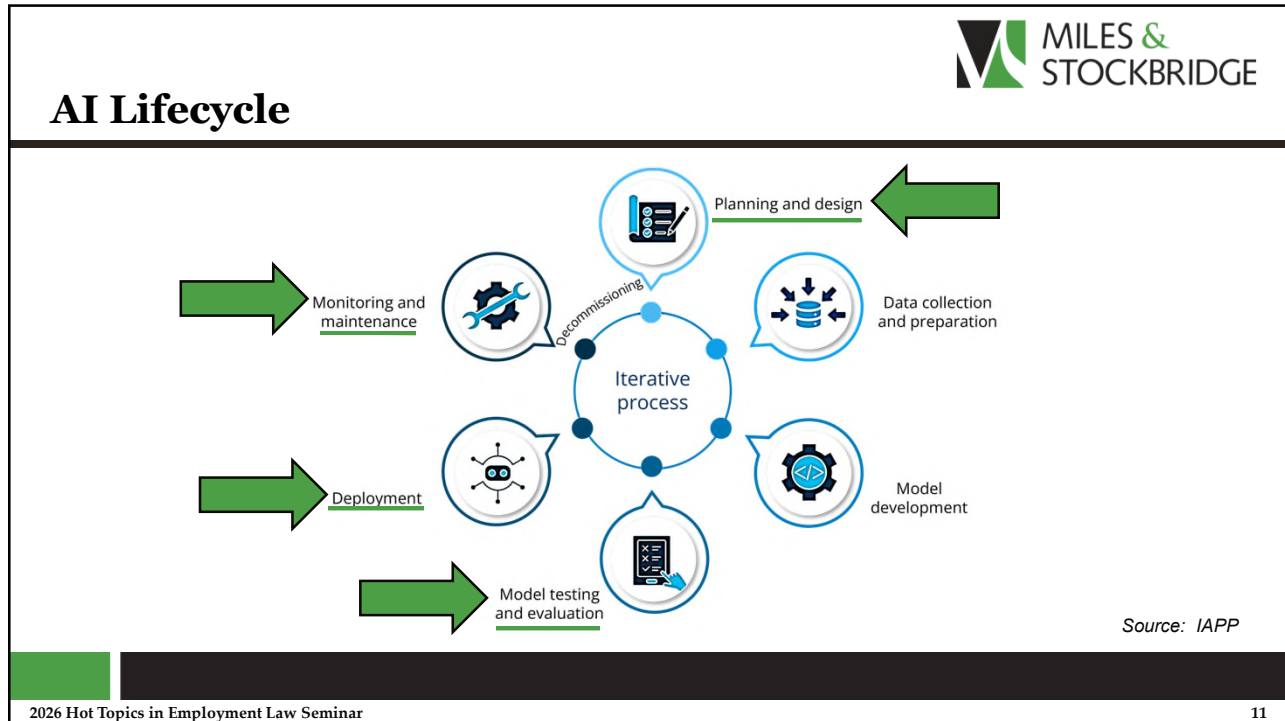 MILES &
STOCKBRIDGE
AI Lifecycle
Planning and design
Data collection
and preparation
Model
development
Model testing
and evaluation
Deployment
Monitoring and
maintenance
Decommissioning
Iterative
process
</>
Source: IAPP
2026 Hot Topics in Employment Law Seminar
11